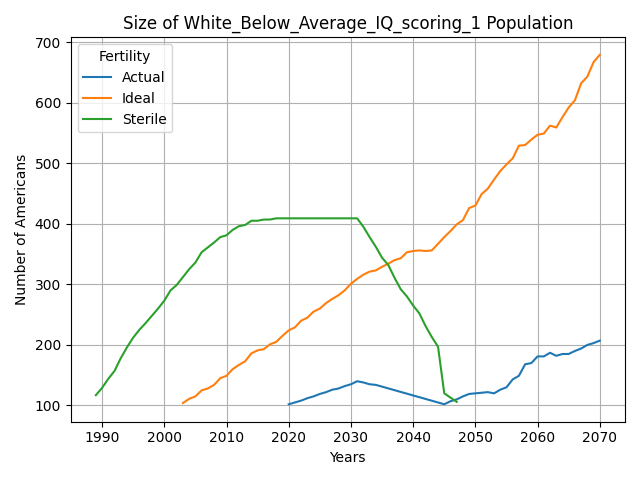 Size of White_Below_Average_IQ_scoring_1 Population
Fertility
Actual
Ideal
Sterile
Number of Americans
700
600
500
400
300
200
100
1990 2000 2010 2020 2030 2040 2050 2060 2070
Years